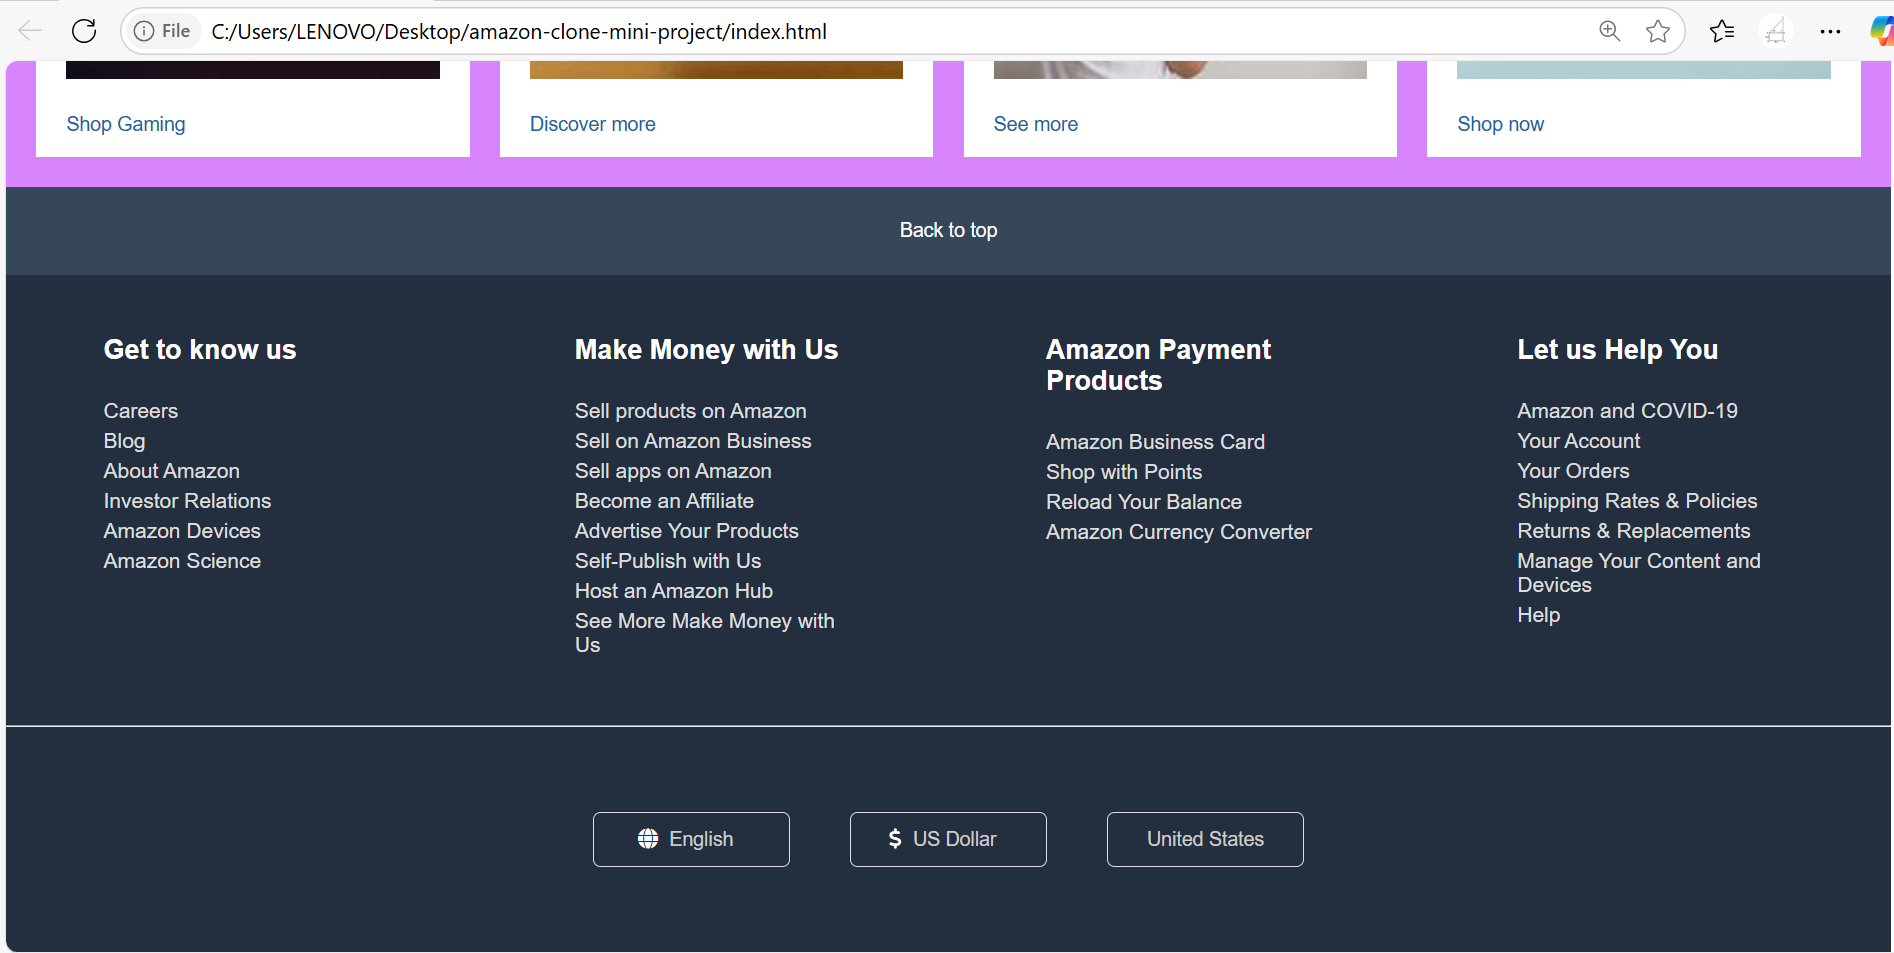 File C:/Users/LENOVO/Desktop/amazon-clone-mini-project/index.html
Shop Gaming
Discover more
See more
Shop now
Back to top
Get to know us
Careers
Blog
About Amazon
Investor Relations
Amazon Devices
Amazon Science
Make Money with Us
Sell products on Amazon
Sell on Amazon Business
Sell apps on Amazon
Become an Affiliate
Advertise Your Products
Self-Publish with Us
Host an Amazon Hub
See More Make Money with
Us
Amazon Payment
Products
Amazon Business Card
Shop with Points
Reload Your Balance
Amazon Currency Converter
Let us Help You
Amazon and COVID-19
Your Account
Your Orders
Shipping Rates & Policies
Returns & Replacements
Manage Your Content and
Devices
Help
English
$ US Dollar
United States